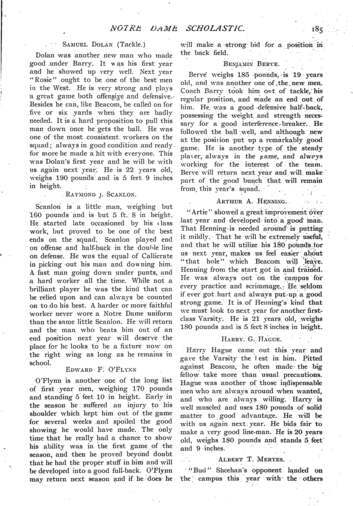 NOTRE DAME SCHOLASTIC. 185
SAMUEL DOLAN (Tackle.)
Dolan was another new man who made
good under Barry. It was his first year
and he showed up very well. Next year
"Rosie" ought to be one of the best men
in the West. He is very strong and plays
a great game both offensive and defensive.
Besides he can, like Beacom, be called on for
five or six yards when they are badly
needed. It is a hard proposition to pull this
man down once he gets the ball. He was
one of the most consistent workers on the
squad; always in good condition and ready
for more he made a hit with everyone. This
was Dolan's first year and he will be with
us again next year. He is 22 years old,
weighs 190 pounds and is 5 feet 9 inches
in height.
RAYMOND J. SCANLON.
Scanlon is a little man, weighing but
160 pounds and is but 5 ft. 8 in height.
He started late occasioned by his class
work, but proved to be one of the best
ends on the squad. Scanlon played end
on offense and half-back in the double line
on defense. He was the equal of Callicrate
in picking out his man and downing him.
A fast man going down under punts, and
a hard worker all the time. While not a
brilliant player he was the kind that can
be relied upon and can always be counted
on to do his best. A harder or more faithful
worker never wore a Notre Dame uniform
than the same little Scanlon. He will return
and the man who beats him out of an
end position next year will deserve the
place for he looks to be a fixture now on
the right wing as long as he remains in
school.
EDWARD F. O'FLYNN
O'Flynn is another one of the long list
of first year men, weighing 170 pounds
and standing 5 feet 10 in height. Early in
the season he suffered an injury to his
shoulder which kept him out of the game
for several weeks and spoiled the good
showing he would have made. The only
time that he really had a chance to show
his ability was in the first game of the
season, and then he proved beyond doubt
that he had the proper stuff in him and will
be developed into a good full-back. O'Flynn
may return next season and if he does he
will make a strong bid for a position in
the back field.
BENJAMIN BERVE.
Berve weighs 185 pounds, is 19 years
old, and was another one of the new men.
Coach Barry took him out of tackle, his
regular position, and made an end out of
him. He was a good defensive half-back,
possessing the weight and strength neces-
sary for a good interference-breaker. He
followed the ball well, and although new
at the position put up a remarkably good
game. He is another type of the steady
player, always in the game, and always
working for the interest of the team.
Berve will return next year and will make
part of the good bunch that will remain
from this year's squad.
ARTHUR A. HENNING.
"Artie" showed a great improvement over
last year and developed into a good man.
That Henning is needed around is putting
it mildly. That he will be extremely useful,
and that he will utilize his 180 pounds for
us next year, makes us feel easier about
"that hole" which Beacom will leave.
Henning from the start got in and trained.
He was always out on the campus for
every practice and scrimmage. He seldom
if ever got hurt and always put up a good
strong game. It is of Henning's kind that
we must look to next year for another first-
class Varsity. He is 21 years old, weighs
180 pounds and is 5 feet 8 inches in height.
HARRY. G. HAGUE.
Harry Hague came out this year and
gave the Varsity the best in him. Pitted
against Beacom, he often made the big
fellow take more than usual precautions.
Hague was another of those indispensable
men who are always around when wanted,
and who are always willing. Harry is
well muscled and uses 180 pounds of solid
matter to good advantage. He will be
with us again next year. He bids fair to
make a very good line-man. He is 20 years
old, weighs 180 pounds and stands 5 feet
and 9 inches.
ALBERT T. MERTES.
"Bud" Sheehan's opponent landed on
the campus this year with the others